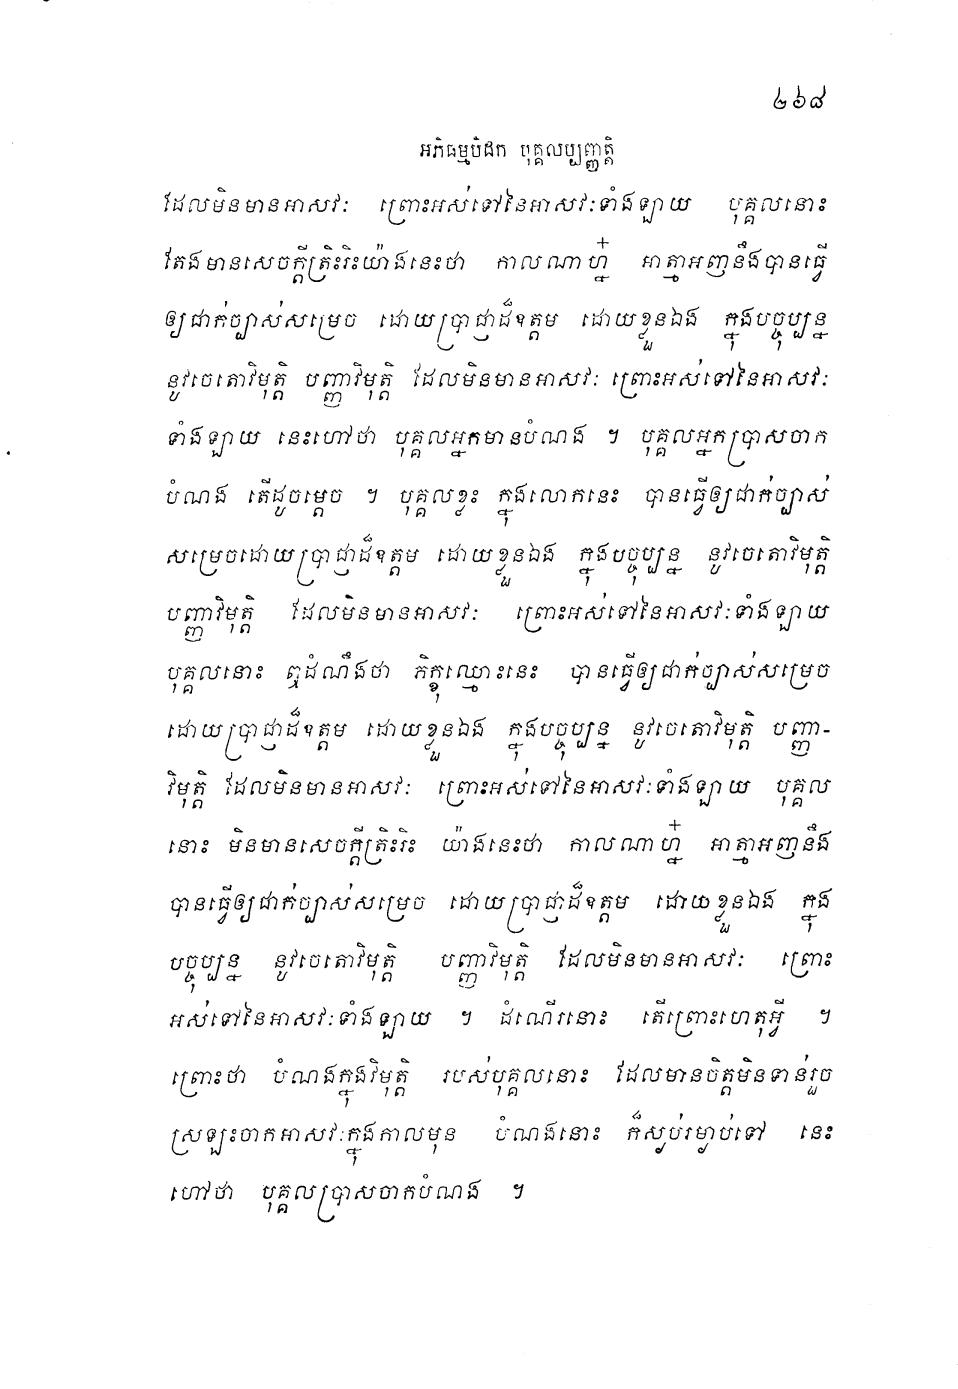 ២៦៨
អភិធម្មបិដក បុគ្គលប្បញ្ញត្តិ
ដែលមិនមានអាសវៈ ព្រោះអស់ទៅនៃអាសវៈទាំងឡាយ បុគ្គលនោះ
តែងមានសេចក្តីត្រិះរិះយ៉ាងនេះថា កាលណាហ្ន៎ អាត្មាអញនឹងបានធ្វើ
ឲ្យជាក់ច្បាស់សម្រេច ដោយប្រាជ្ញាដ៏ឧត្តម ដោយខ្លួនឯង ក្នុងបច្ចុប្បន្ន
នូវចេតោវិមុត្តិ បញ្ញាវិមុត្តិ ដែលមិនមានអាសវៈ ព្រោះអស់ទៅនៃអាសវៈ
ទាំងឡាយ នេះហៅថា បុគ្គលអ្នកមានបំណង ។ បុគ្គលអ្នកប្រាសចាក
បំណង តើដូចម្តេច ។ បុគ្គលខ្លះ ក្នុងលោកនេះ បានធ្វើឲ្យជាក់ច្បាស់
សម្រេចដោយប្រាជ្ញាដ៏ឧត្តម ដោយខ្លួនឯង ក្នុងបច្ចុប្បន្ន នូវចេតោវិមុត្តិ
បញ្ញាវិមុត្តិ ដែលមិនមានអាសវៈ ព្រោះអស់ទៅនៃអាសវៈទាំងឡាយ
បុគ្គលនោះ ឮដំណឹងថា ភិក្ខុឈ្មោះនេះ បានធ្វើឲ្យជាក់ច្បាស់សម្រេច
ដោយប្រាជ្ញាដ៏ឧត្តម ដោយខ្លួនឯង ក្នុងបច្ចុប្បន្ន នូវចេតោវិមុត្តិ បញ្ញា-
វិមុត្តិ ដែលមិនមានអាសវៈ ព្រោះអស់ទៅនៃអាសវៈទាំងឡាយ បុគ្គល
នោះ មិនមានសេចក្តីត្រិះរិះ យ៉ាងនេះថា កាលណាហ្ន៎ អាត្មាអញនឹង
បានធ្វើឲ្យជាក់ច្បាស់សម្រេច ដោយប្រាជ្ញាដ៏ឧត្តម ដោយខ្លួនឯង ក្នុង
បច្ចុប្បន្ន នូវចេតោវិមុត្តិ បញ្ញាវិមុត្តិ ដែលមិនមានអាសវៈ ព្រោះ
អស់ទៅនៃអាសវៈទាំងឡាយ ។ ដំណើរនោះ តើព្រោះហេតុអ្វី ។
ព្រោះថា បំណងក្នុងវិមុត្តិ របស់បុគ្គលនោះ ដែលមានចិត្តមិនទាន់រួច
ស្រឡះចាកអាសវៈក្នុងកាលមុន បំណងនោះ ក៏ស្ងប់រម្ងាប់ទៅ នេះ
ហៅថា បុគ្គលប្រាសចាកបំណង ។